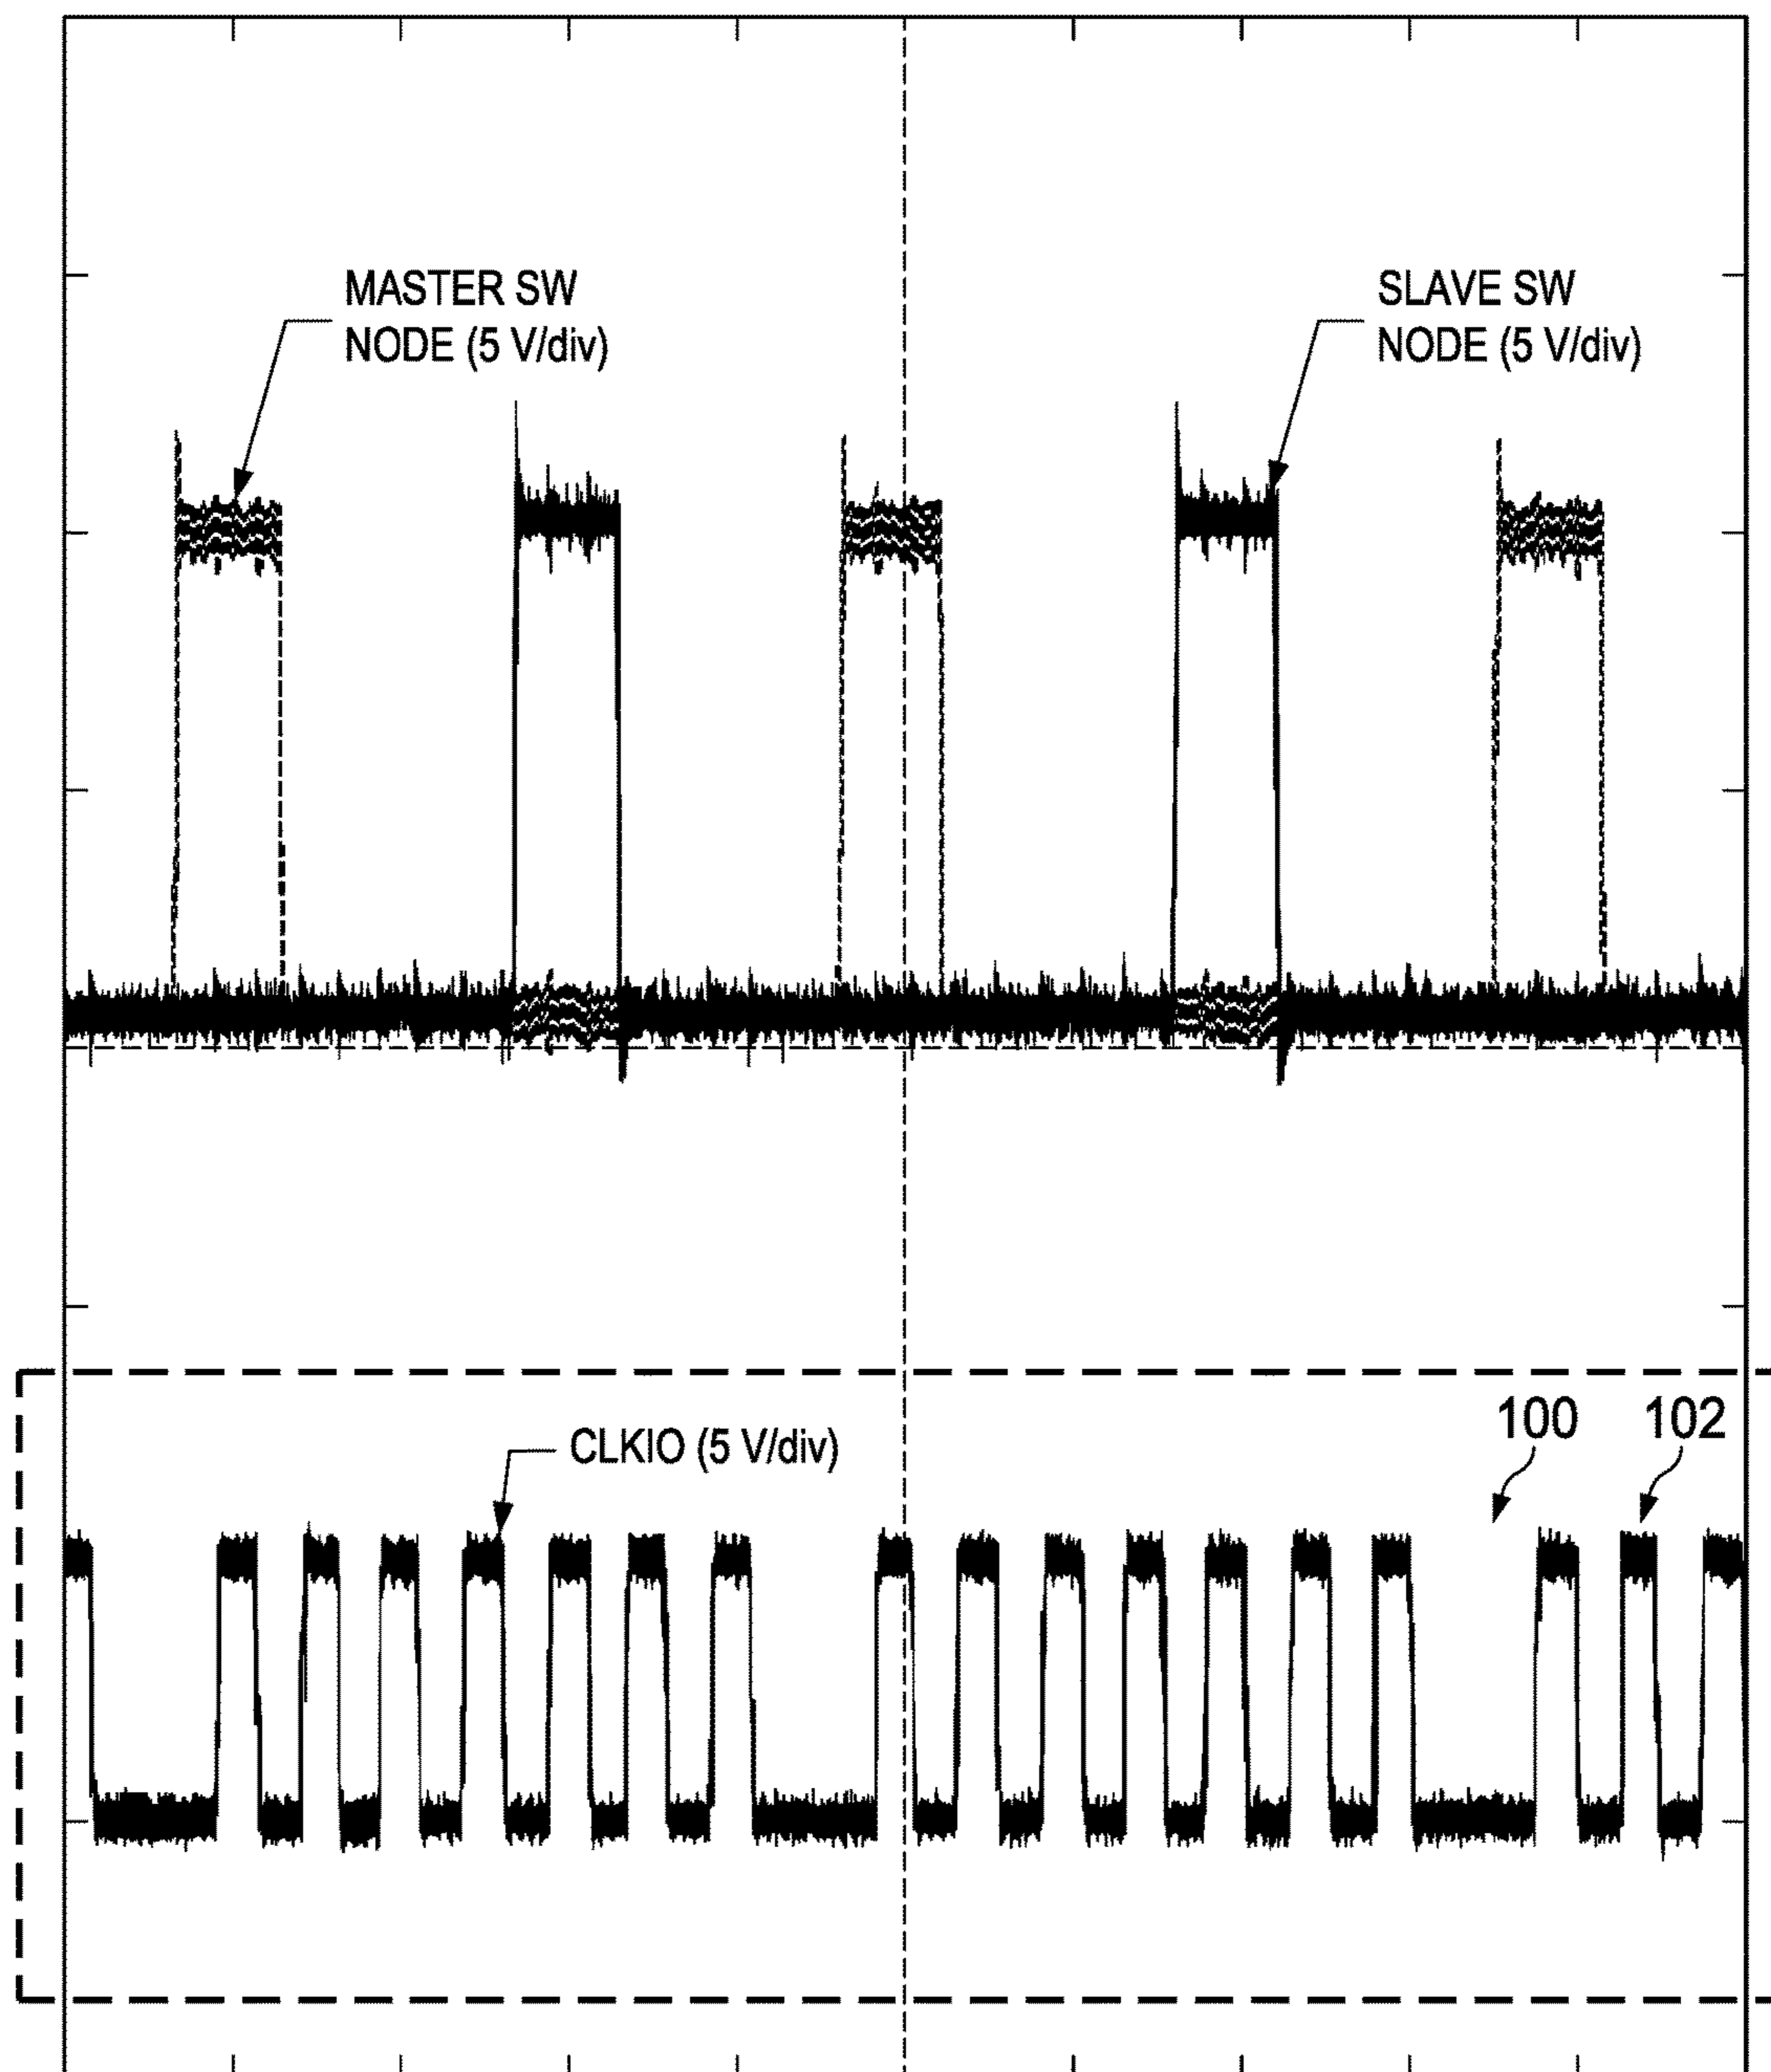 MASTER SW
NODE (5 V/div)
SLAVE SW
NODE (5 V/div)
CLKIO (5 V/div)
100
102